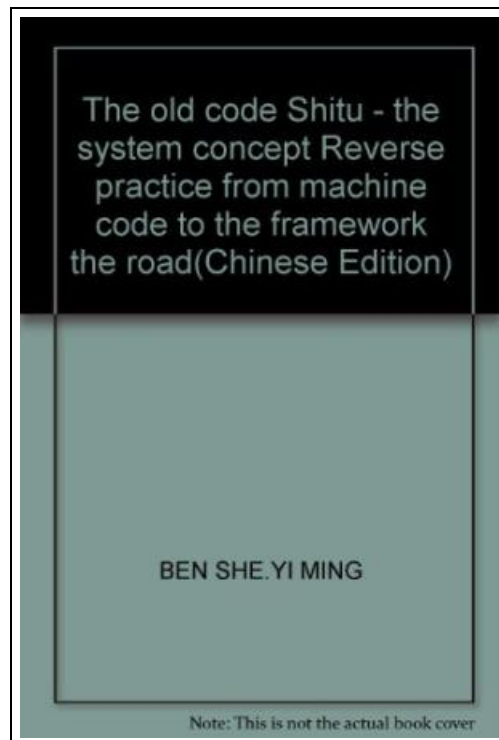 The old code Shitu - the
system concept Reverse
practice from machine
code to the framework
the road(Chinese Edition)
BEN SHE.YI MING
Note: This is not the actual book cover